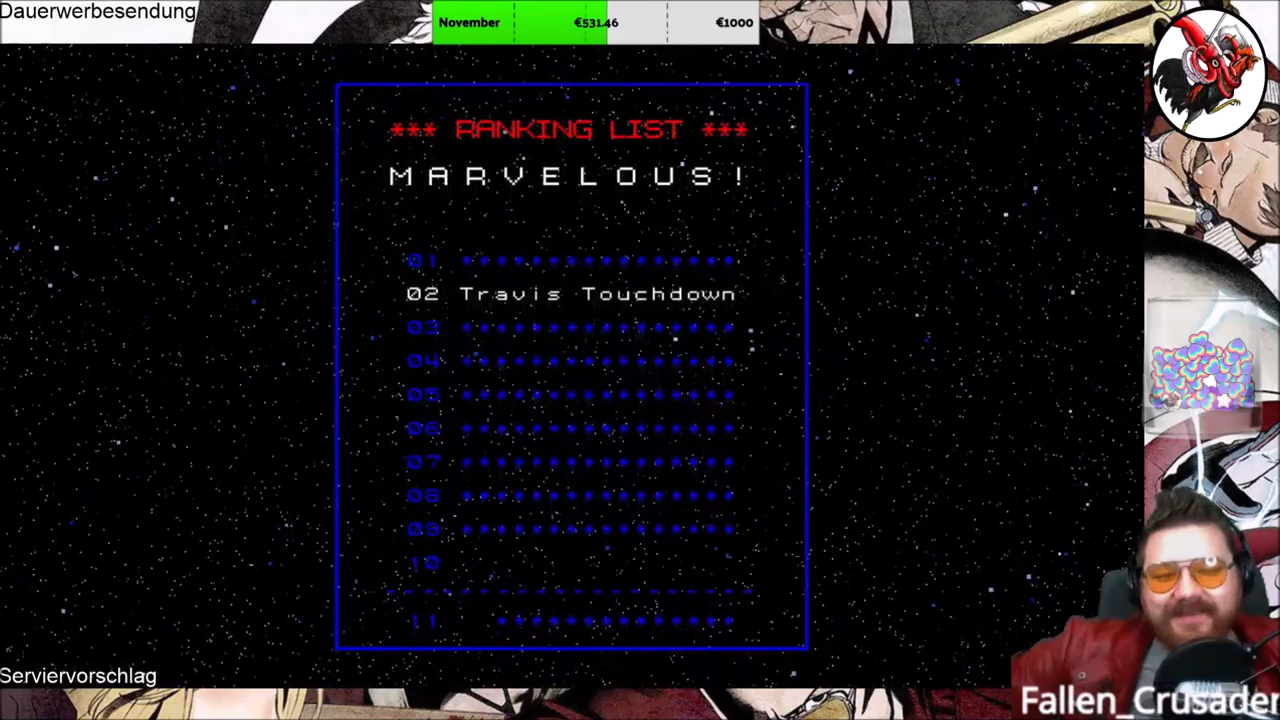 Dauerwerbesendung
November €531.46 €1000
*** RANKING LIST ***
MARVELOUS!
01
02 Travis Touchdown
03
04
05
06
07
08
09
10
11
Serviervorschlag
Fallen_Crusader